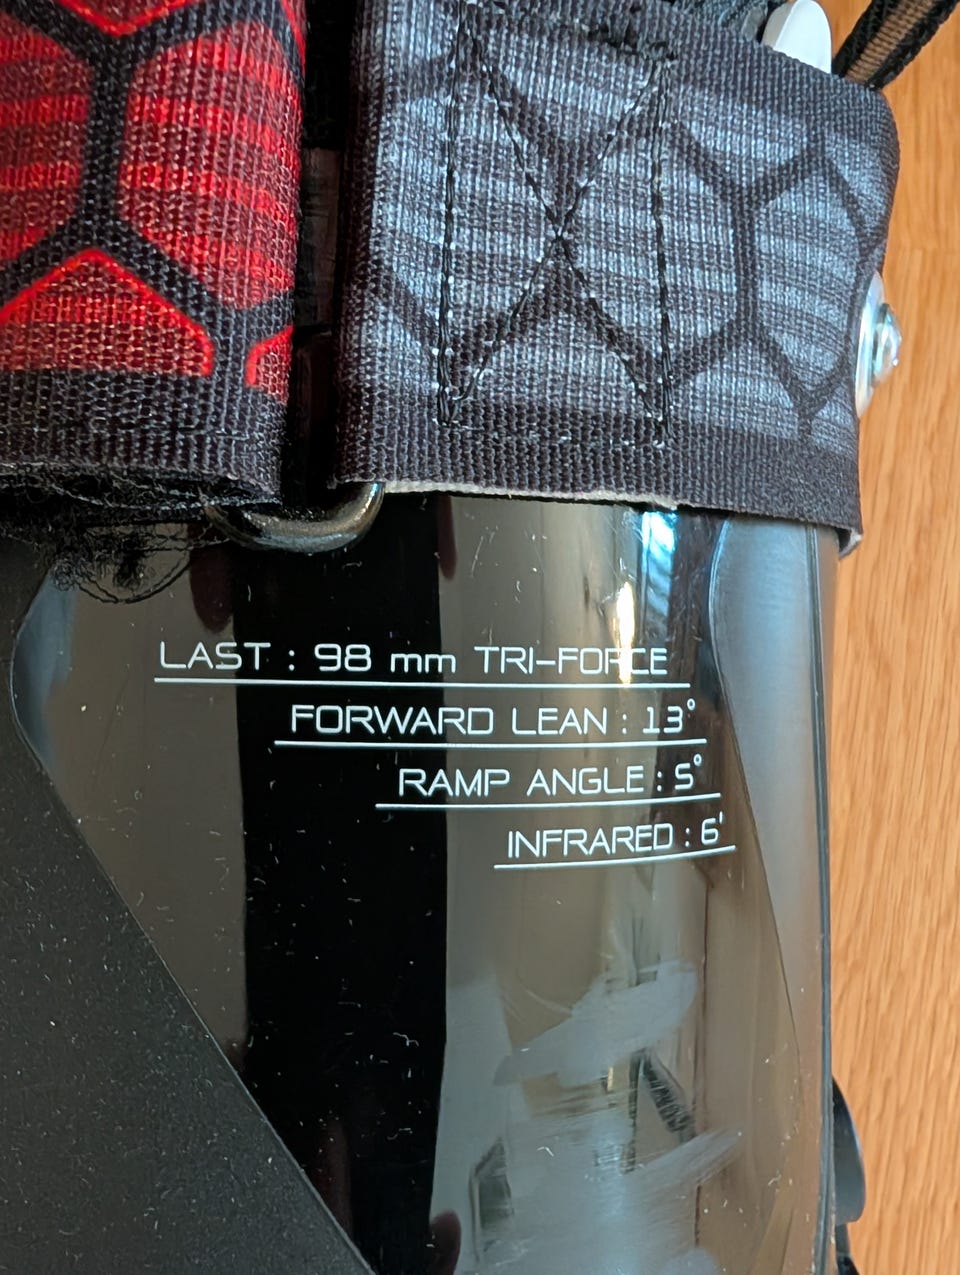 LAST : 98 mm TRI-FORCE
FORWARD LEAN : 13°
RAMP ANGLE : 5°
INFRARED : 6'